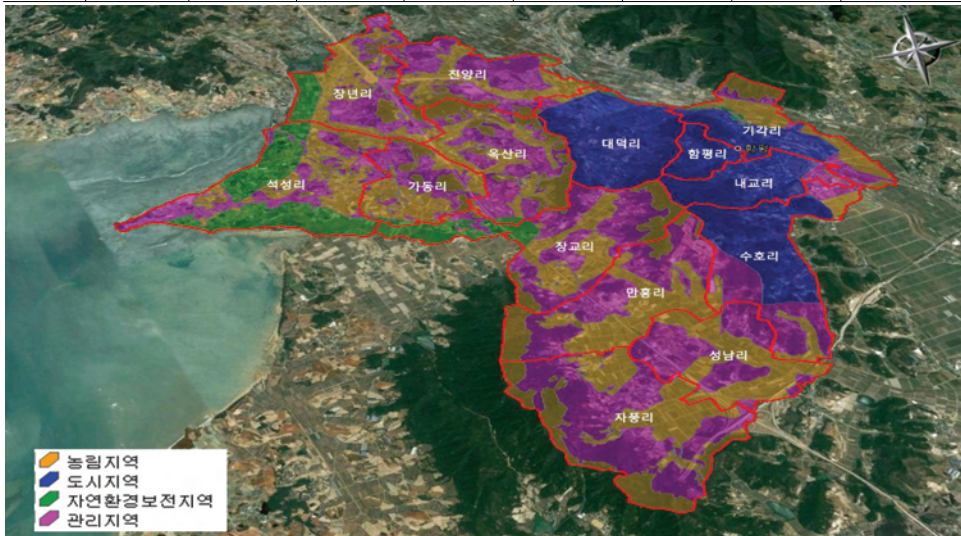 진양리
장년리
기각리
대덕리
옥산리
함평리
함평
석성리
가동리
내교리
장교리
수호리
만흥리
성남리
자풍리
농림지역
도시지역
자연환경보전지역
관리지역